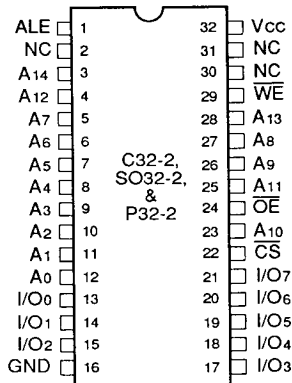 ALE 1 32 Vcc
NC 2 31 NC
A14 3 30 NC
A12 4 29 WE
A7 5 28 A13
A6 6 27 A8
A5 7 26 A9
A4 8 25 A11
A3 9 24 OE
A2 10 23 A10
A1 11 22 CS
A0 12 21 I/O7
I/O0 13 20 I/O6
I/O1 14 19 I/O5
I/O2 15 18 I/O4
GND 16 17 I/O3
C32-2,
SO32-2,
&
P32-2